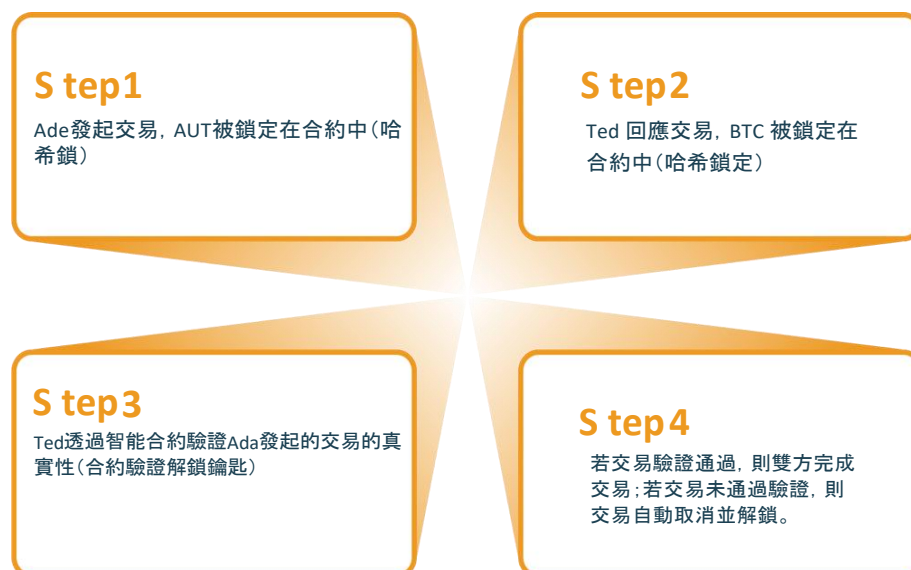 S tep1
Ade發起交易, AUT被鎖定在合約中(哈
希鎖)
S tep2
Ted 回應交易, BTC 被鎖定在
合約中(哈希鎖定)
S tep3
Ted透過智能合約驗證Ada發起的交易的真
實性(合約驗證解鎖鑰匙)
S tep4
若交易驗證通過, 則雙方完成
交易;若交易未通過驗證, 則
交易自動取消並解鎖。